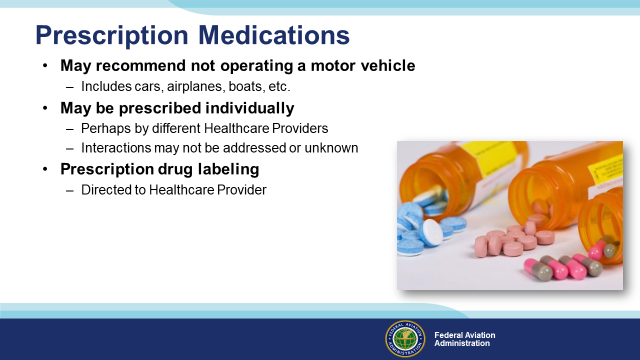 Prescription Medications
• May recommend not operating a motor vehicle
– Includes cars, airplanes, boats, etc.
• May be prescribed individually
– Perhaps by different Healthcare Providers
– Interactions may not be addressed or unknown
• Prescription drug labeling
– Directed to Healthcare Provider
Federal Aviation
Administration